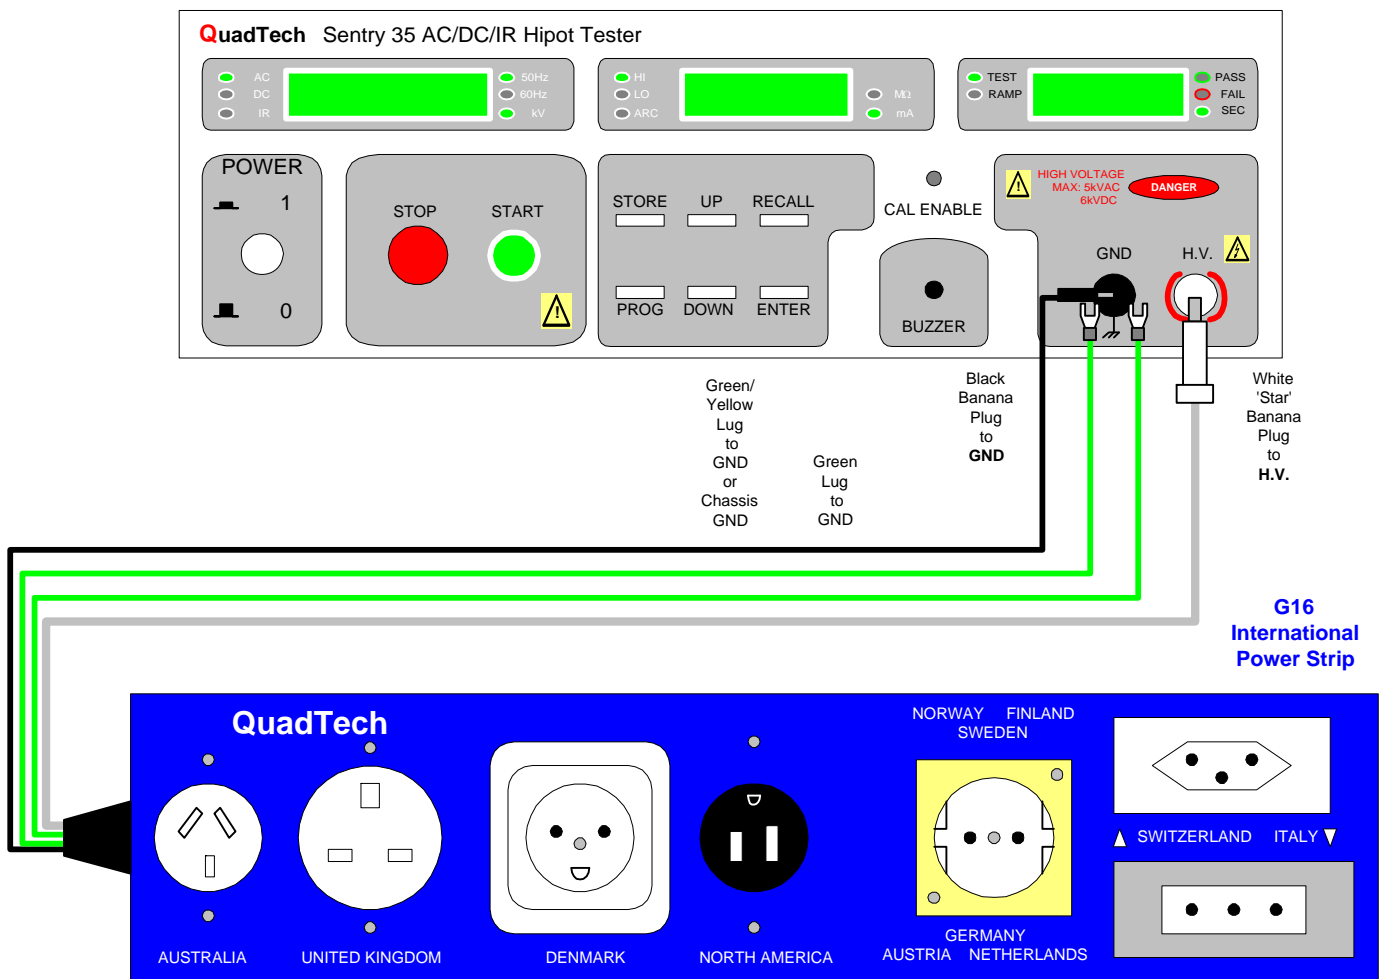 QuadTech Sentry 35 AC/DC/IR Hipot Tester
AC
DC
IR
50Hz
60Hz
kV
HI
LO
ARC
MΩ
mA
TEST
RAMP
PASS
FAIL
SEC
POWER
1
0
STOP
START
STORE UP RECALL
PROG DOWN ENTER
CAL ENABLE
BUZZER
HIGH VOLTAGE
MAX: 5kVAC
6kVDC
DANGER
GND
H.V.
Green/
Yellow
Lug
to
GND
or
Chassis
GND
Green
Lug
to
GND
Black
Banana
Plug
to
GND
White
'Star'
Banana
Plug
to
H.V.
G16
International
Power Strip
QuadTech
AUSTRALIA
UNITED KINGDOM
DENMARK
NORTH AMERICA
NORWAY FINLAND
SWEDEN
GERMANY
AUSTRIA NETHERLANDS
SWITZERLAND ITALY